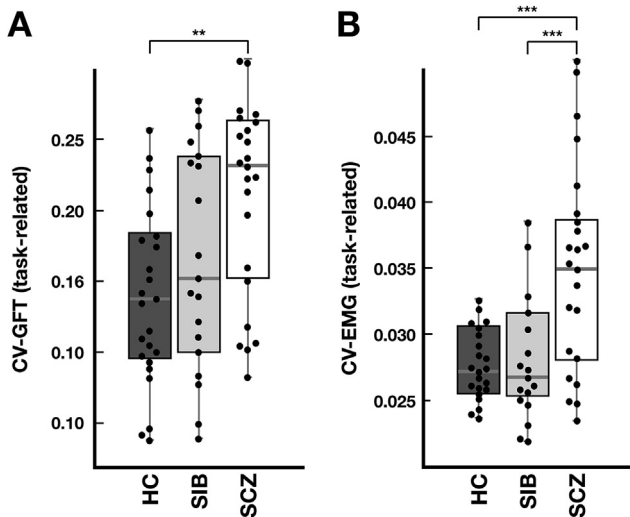 A
**
CV-GFT (task-related)
0.25
0.20
0.16
0.10
0.10
HC
SIB
SCZ
B
***
***
CV-EMG (task-related)
0.045
0.040
0.035
0.030
0.025
HC
SIB
SCZ